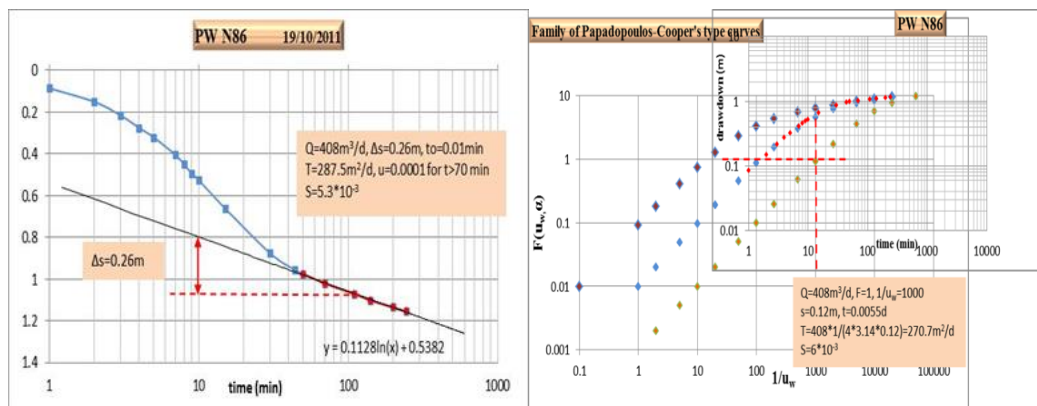 PW N86 19/10/2011
0
0.2
0.4
0.6
0.8
1
1.2
1.4
Q=408m³/d, Δs=0.26m, to=0.01min
T=287.5m²/d, u=0.0001 for t>70 min
S=5.3*10⁻³
Δs=0.26m
y = 0.1128ln(x) + 0.5382
1 10 100 1000
time (min)
Family of Papadopoulos-Cooper's type curves
PW N86
drawdown (m)
1
0.1
0.01
1 10 100 1000 10000
time (min)
F(uw,α)
10
1
0.1
0.01
0.001
Q=408m³/d, F=1, 1/uw=1000
s=0.12m, t=0.0055d
T=408*1/(4*3.14*0.12)=270.7m²/d
S=6*10⁻³
0.1 1 10 100 1000 10000 100000
1/uw